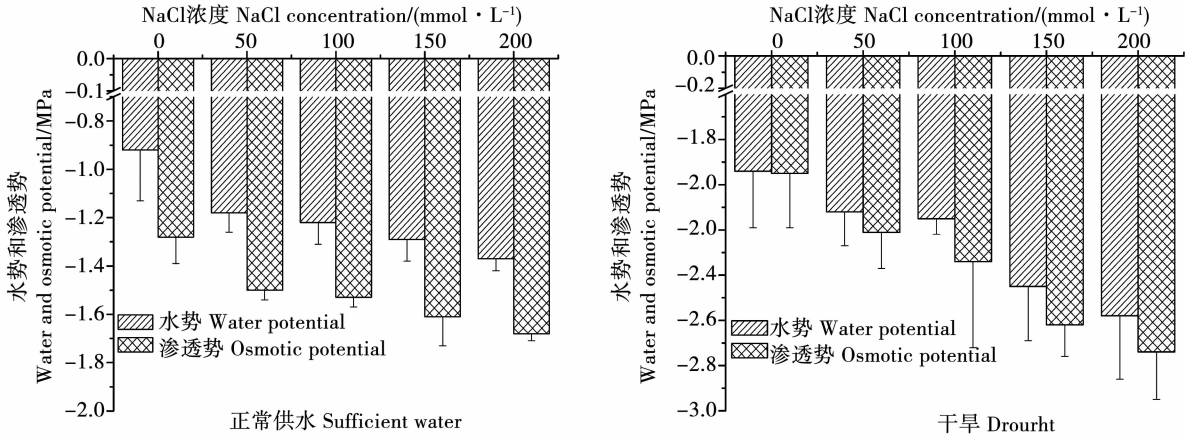 NaCl浓度 NaCl concentration/(mmol·L⁻¹)
0 50 100 160 200
0.0
−0.1
−0.8
−1.0
−1.2
−1.4
−1.6
−1.8
−2.0
水势和渗透势
Water and osmotic potential/MPa
水势 Water potential
渗透势 Osmotic potential
正常供水 Sufficient water
NaCl浓度 NaCl concentration/(mmol·L⁻¹)
0 50 100 150 200
0.0
−0.2
−1.8
−2.0
−2.0
−2.4
−2.6
−2.8
−3.0
水势和渗透势
Water and osmotic potential/MPa
水势 Water potential
渗透势 Osmotic potential
干旱 Drourht